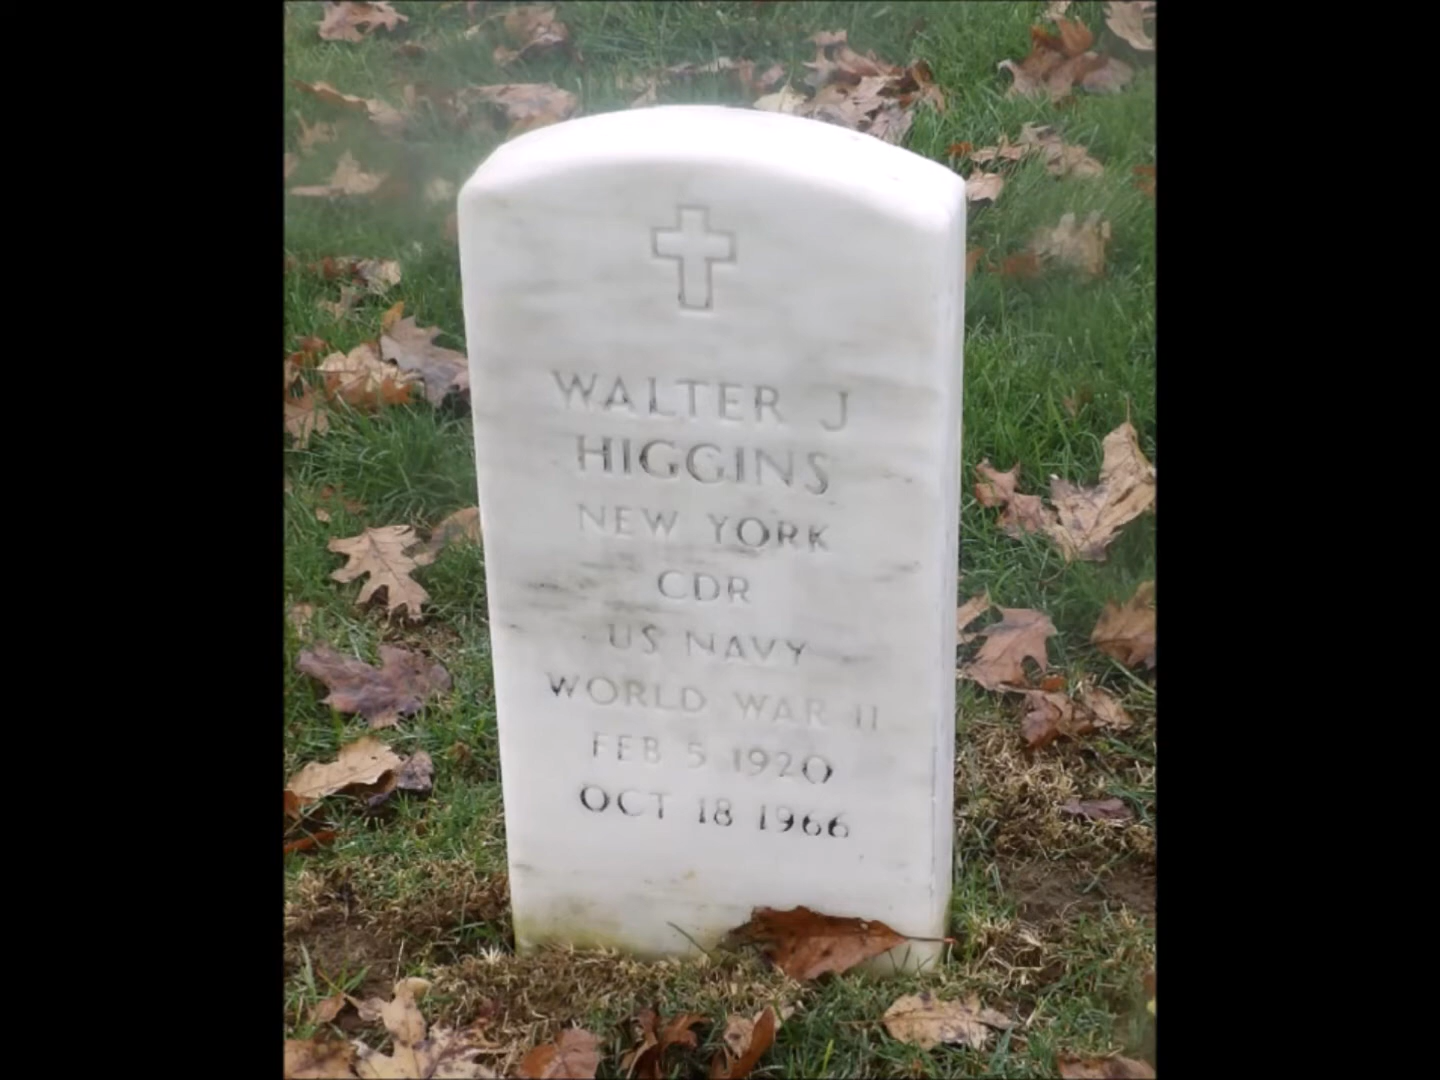 WALTER J
HIGGINS
NEW YORK
CDR
US NAVY
WORLD WAR II
FEB 5 1920
OCT 18 1966